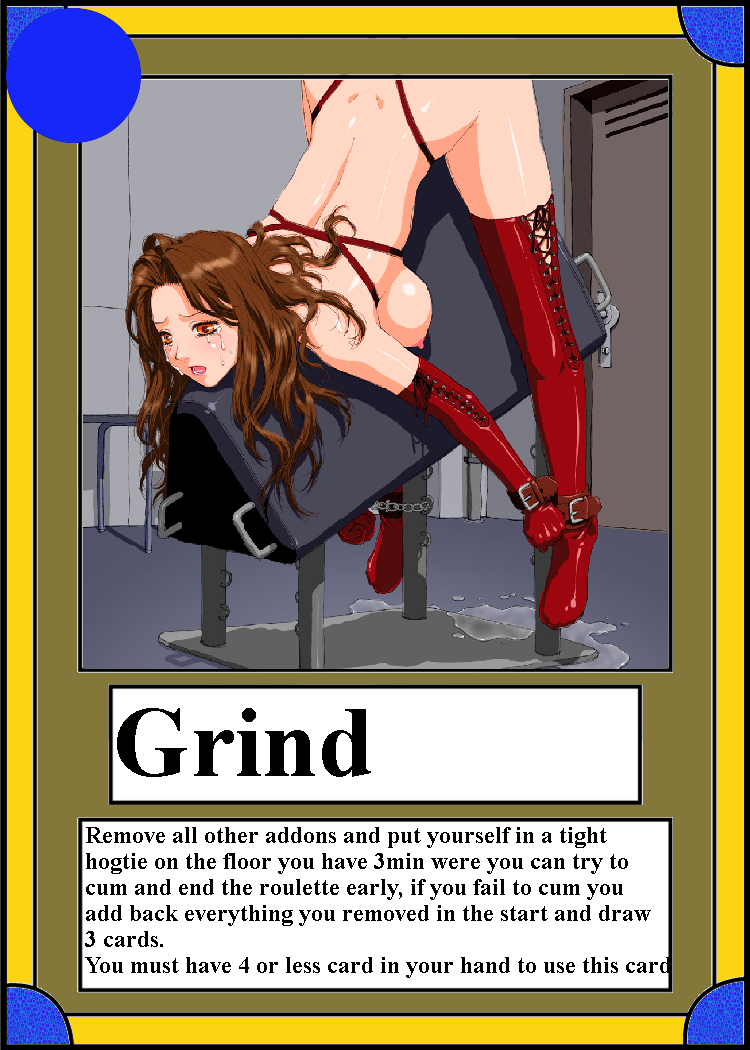 Grind
Remove all other addons and put yourself in a tight
hogtie on the floor you have 3min were you can try to
cum and end the roulette early, if you fail to cum you
add back everything you removed in the start and draw
3 cards.
You must have 4 or less card in your hand to use this card